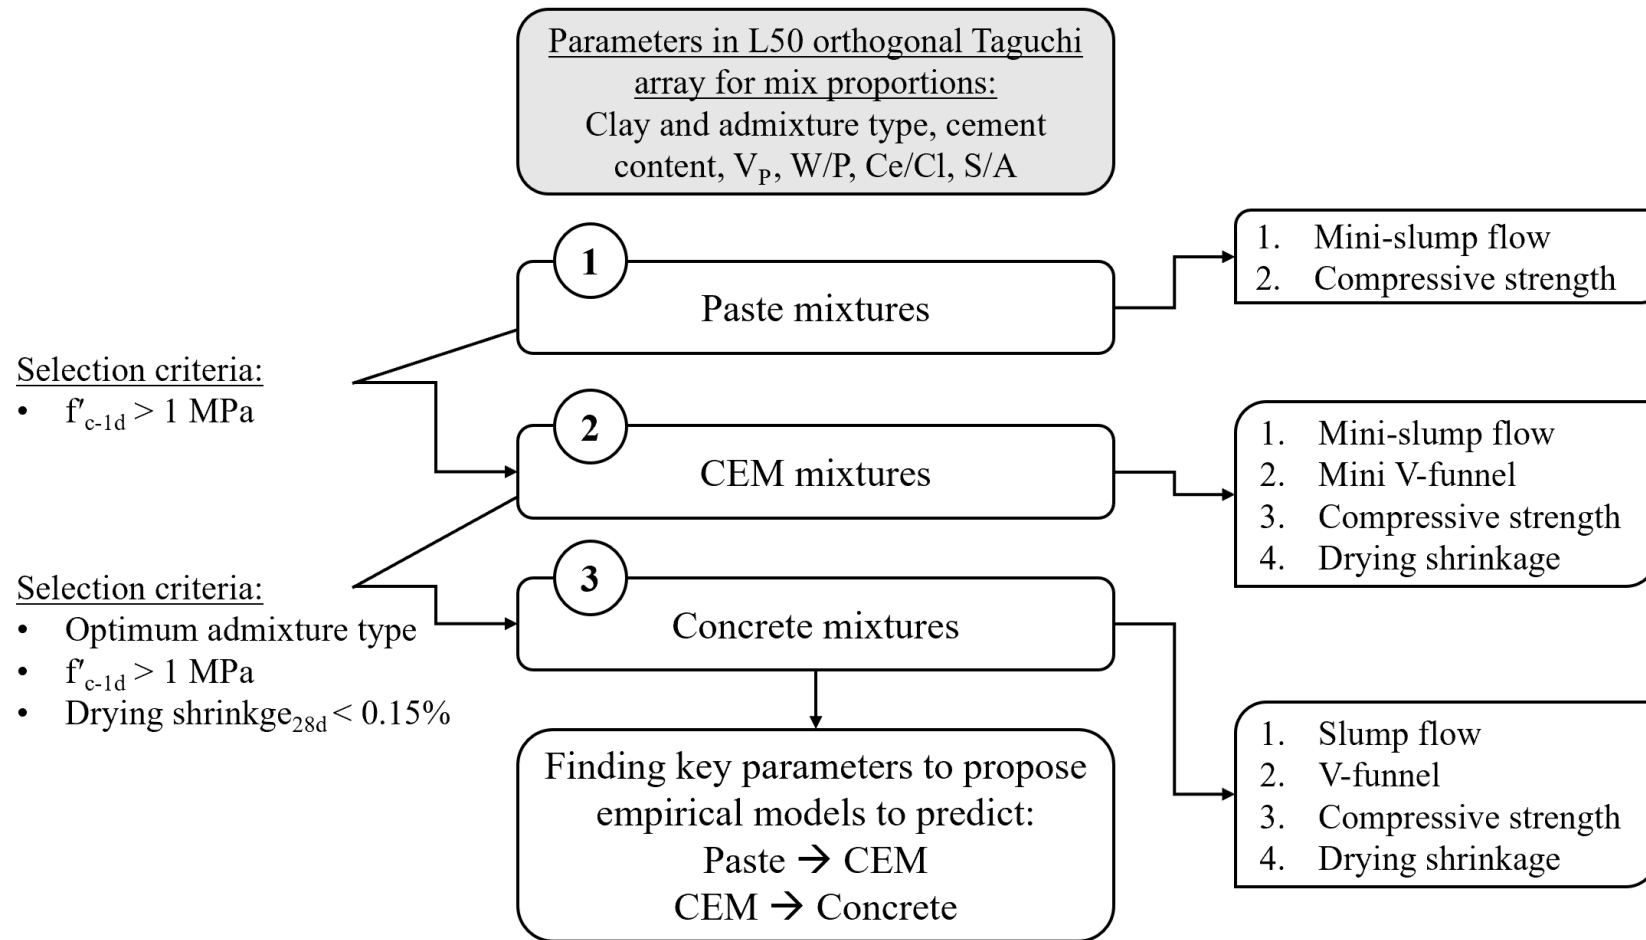 Parameters in L50 orthogonal Taguchi
array for mix proportions:
Clay and admixture type, cement
content, V_P, W/P, Ce/Cl, S/A
1
Paste mixtures
1. Mini-slump flow
2. Compressive strength
Selection criteria:
• f′_c-1d > 1 MPa
2
CEM mixtures
1. Mini-slump flow
2. Mini V-funnel
3. Compressive strength
4. Drying shrinkage
Selection criteria:
• Optimum admixture type
• f′_c-1d > 1 MPa
• Drying shrinkge_28d < 0.15%
3
Concrete mixtures
1. Slump flow
2. V-funnel
3. Compressive strength
4. Drying shrinkage
Finding key parameters to propose
empirical models to predict:
Paste → CEM
CEM → Concrete